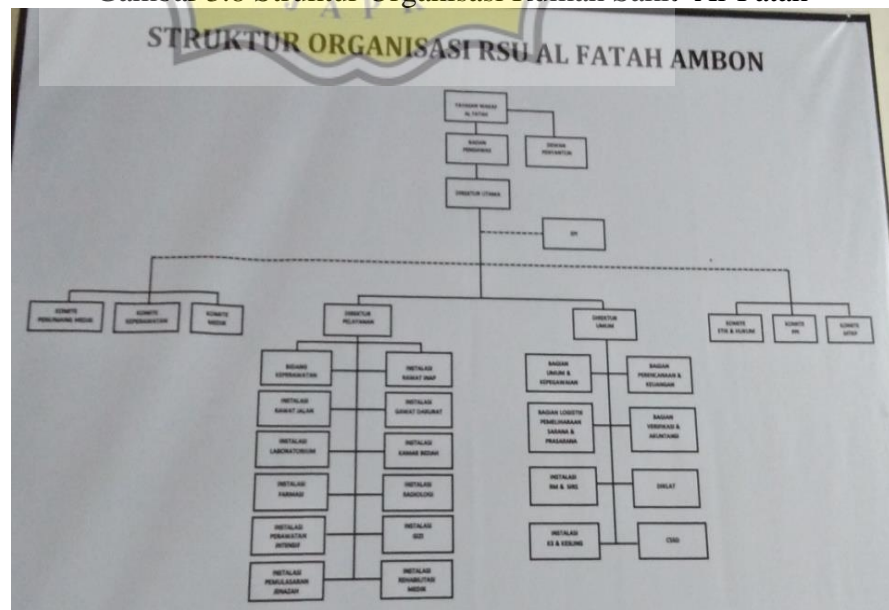 STRUKTUR ORGANISASI RSU AL FATAH AMBON
YAYASAN WAKAF
AL FATAH
BADAN
PENGAWAS
DEWAN
PENYANTUN
DIREKTUR UTAMA
SPI
KOMITE
PENUNJANG MEDIK
KOMITE
KEPERAWATAN
KOMITE
MEDIK
DIREKTUR
PELAYANAN
DIREKTUR
UMUM
KOMITE
ETIK & HUKUM
KOMITE
KOMITE
BIDANG
KEPERAWATAN
INSTALASI
RAWAT INAP
BAGIAN
UMUM &
KEPEGAWAIAN
BAGIAN
PERENCANAAN &
KEUANGAN
INSTALASI
RAWAT JALAN
INSTALASI
GAWAT DARURAT
BAGIAN LOGISTIK
PEMELIHARAAN
SARANA &
PRASARANA
BAGIAN
VERIFIKASI &
AKUNTANSI
INSTALASI
LABORATORIUM
INSTALASI
KAMAR BEDAH
INSTALASI
FARMASI
INSTALASI
RADIOLOGI
INSTALASI
RM & SIRS
DIKLAT
INSTALASI
PERAWATAN
INTENSIF
INSTALASI
GIZI
INSTALASI
K3 & KESLING
CSSD
INSTALASI
PEMULASARAN
JENAZAH
INSTALASI
REHABILITASI
MEDIK